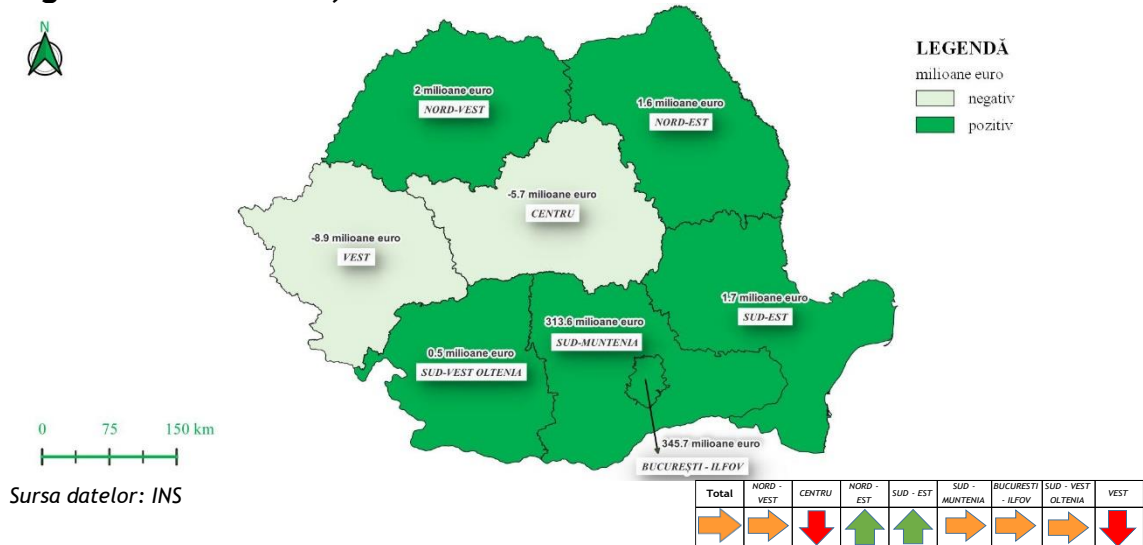 N
LEGENDĂ
milioane euro
negativ
pozitiv
2 milioane euro
NORD-VEST
1.6 milioane euro
NORD-EST
-5.7 milioane euro
CENTRU
-8.9 milioane euro
VEST
1.7 milioane euro
SUD-EST
313.6 milioane euro
SUD-MUNTENIA
0.5 milioane euro
SUD-VEST OLTENIA
345.7 milioane euro
BUCUREȘTI - ILFOV
0 75 150 km
Sursa datelor: INS
Total NORD - VEST CENTRU NORD - EST SUD - EST SUD - MUNTENIA BUCURESTI - ILFOV SUD - VEST OLTENIA VEST